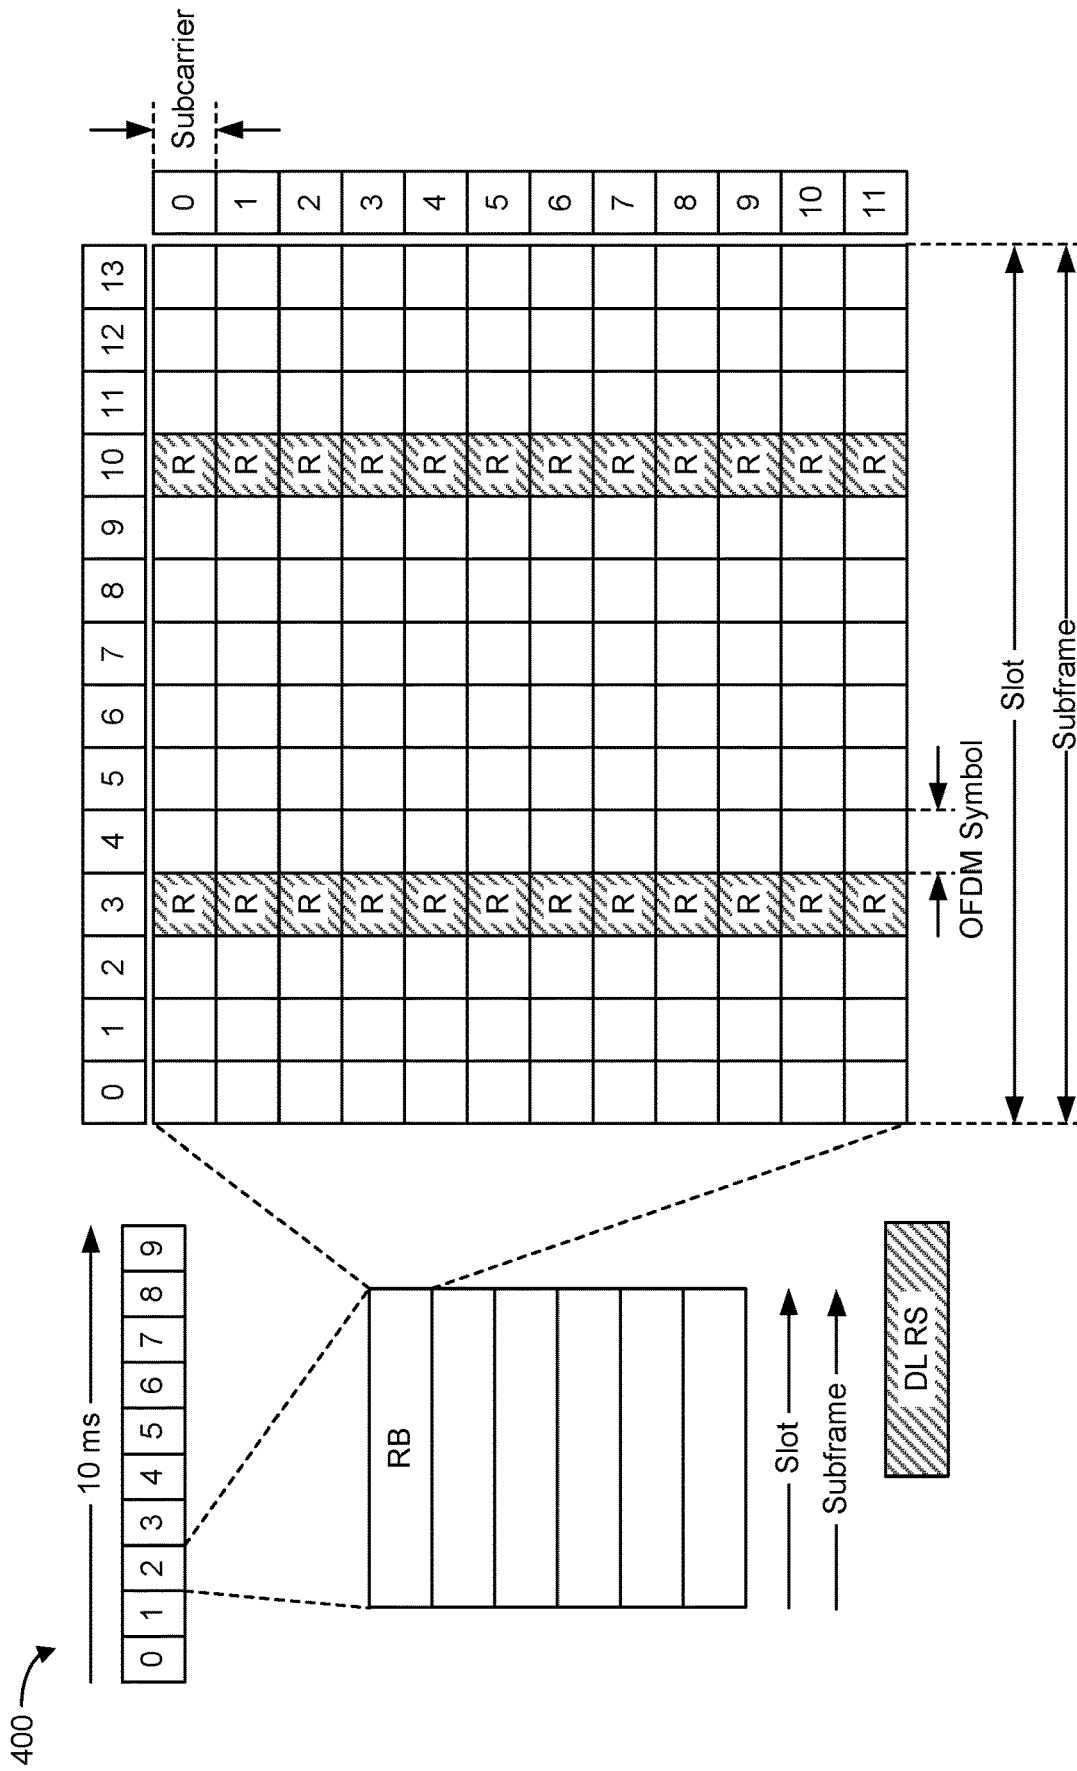 400
10 ms
0 1 2 3 4 5 6 7 8 9
RB
Slot
Subframe
DL RS
0 1 2 3 4 5 6 7 8 9 10 11 12 13
Subcarrier
R R 0
R R 1
R R 2
R R 3
R R 4
R R 5
R R 6
R R 7
R R 8
R R 9
R R 10
R R 11
OFDM Symbol
Slot
Subframe